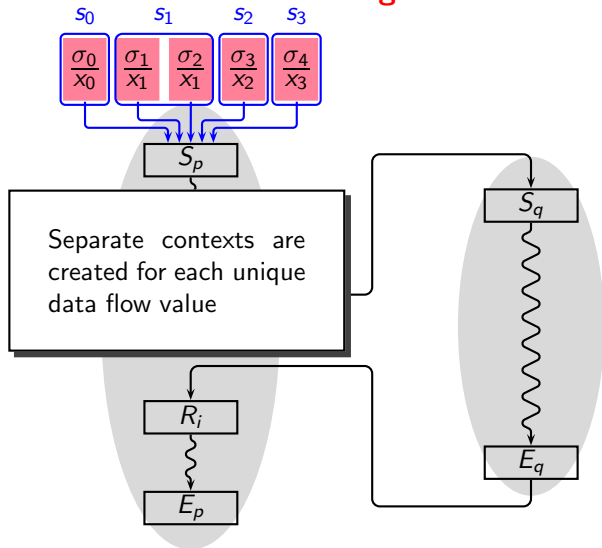 g
s0 s1 s2 s3
σ0 σ1 σ2 σ3 σ4
x0 x1 x1 x2 x3
Sp
Sq
Separate contexts are
created for each unique
data flow value
Ri
Eq
Ep